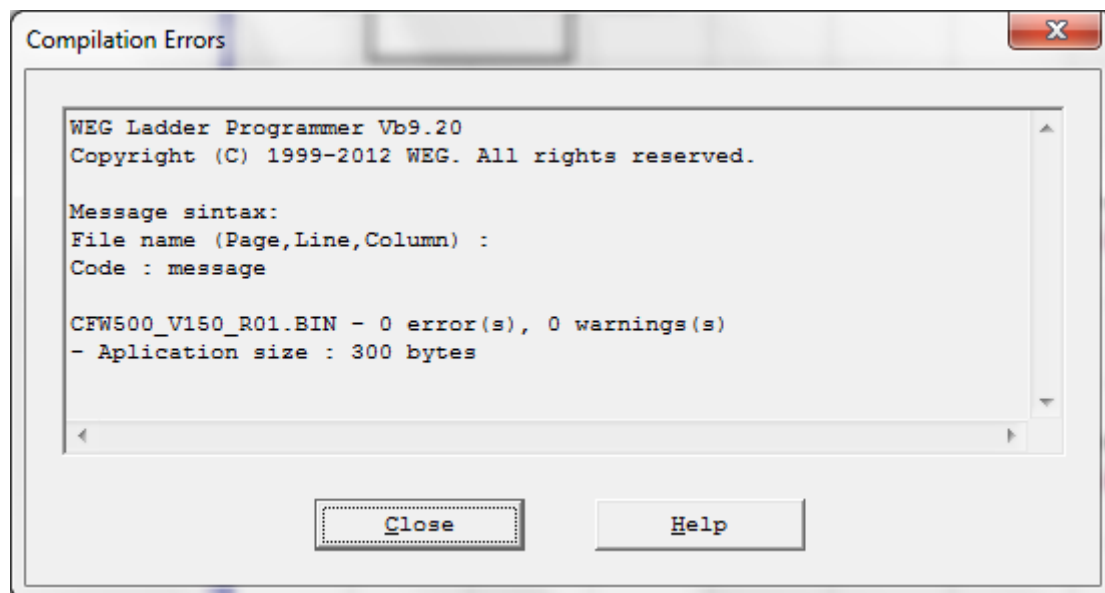 Compilation Errors
WEG Ladder Programmer Vb9.20
Copyright (C) 1999-2012 WEG. All rights reserved.
Message sintax:
File name (Page,Line,Column) :
Code : message
CFW500_V150_R01.BIN - 0 error(s), 0 warnings(s)
- Aplication size : 300 bytes
Close
Help